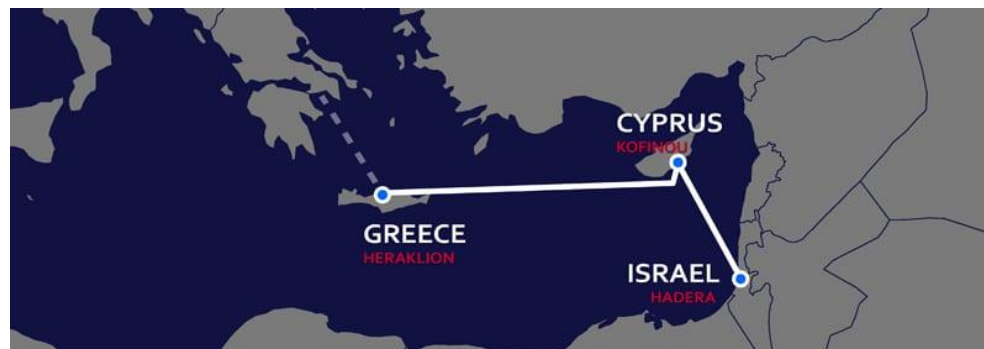 CYPRUS
KOFINOU
GREECE
HERAKLION
ISRAEL
HADERA